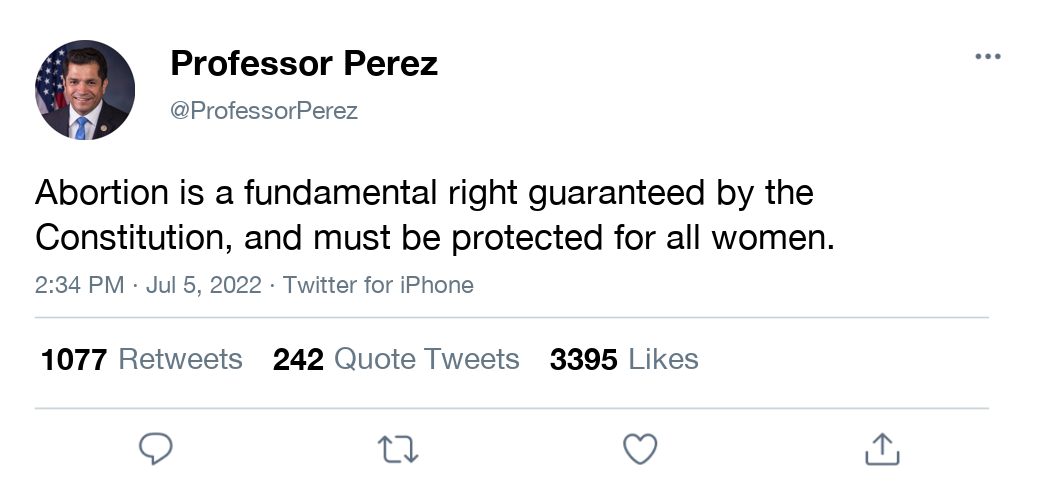 Professor Perez
@ProfessorPerez
Abortion is a fundamental right guaranteed by the
Constitution, and must be protected for all women.
2:34 PM · Jul 5, 2022 · Twitter for iPhone
1077 Retweets 242 Quote Tweets 3395 Likes